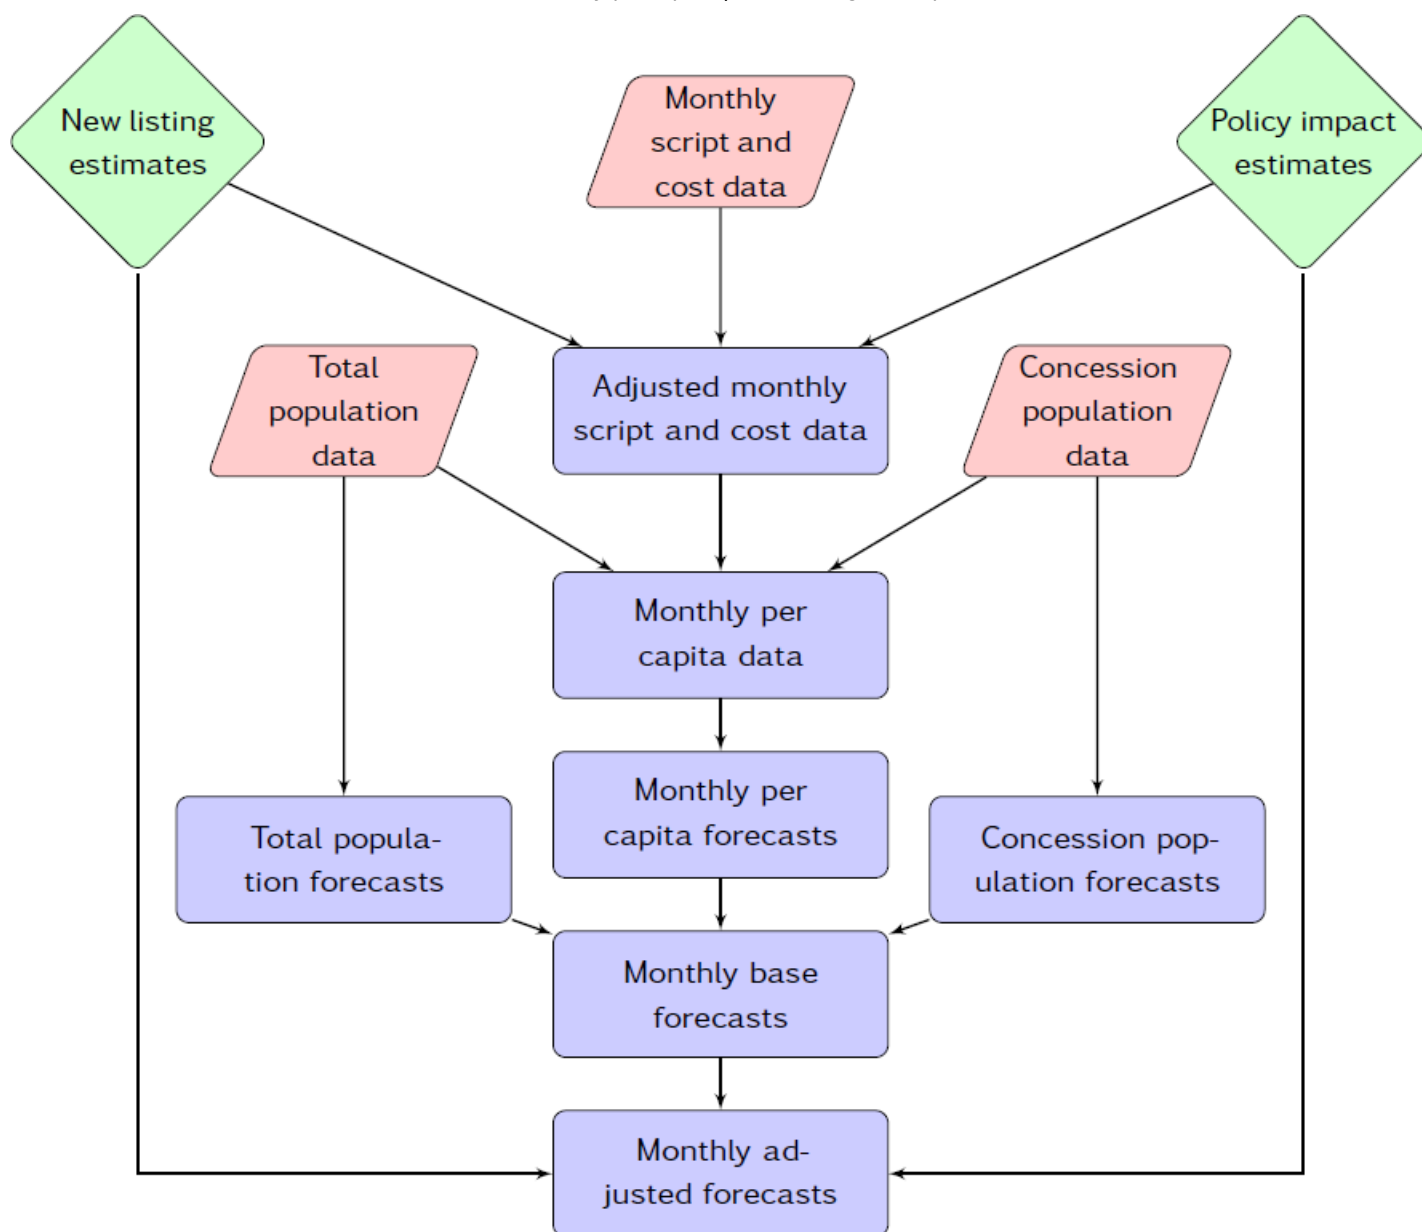 New listing
estimates
Monthly
script and
cost data
Policy impact
estimates
Total
population
data
Adjusted monthly
script and cost data
Concession
population
data
Monthly per
capita data
Monthly per
capita forecasts
Total popula-
tion forecasts
Concession pop-
ulation forecasts
Monthly base
forecasts
Monthly ad-
justed forecasts